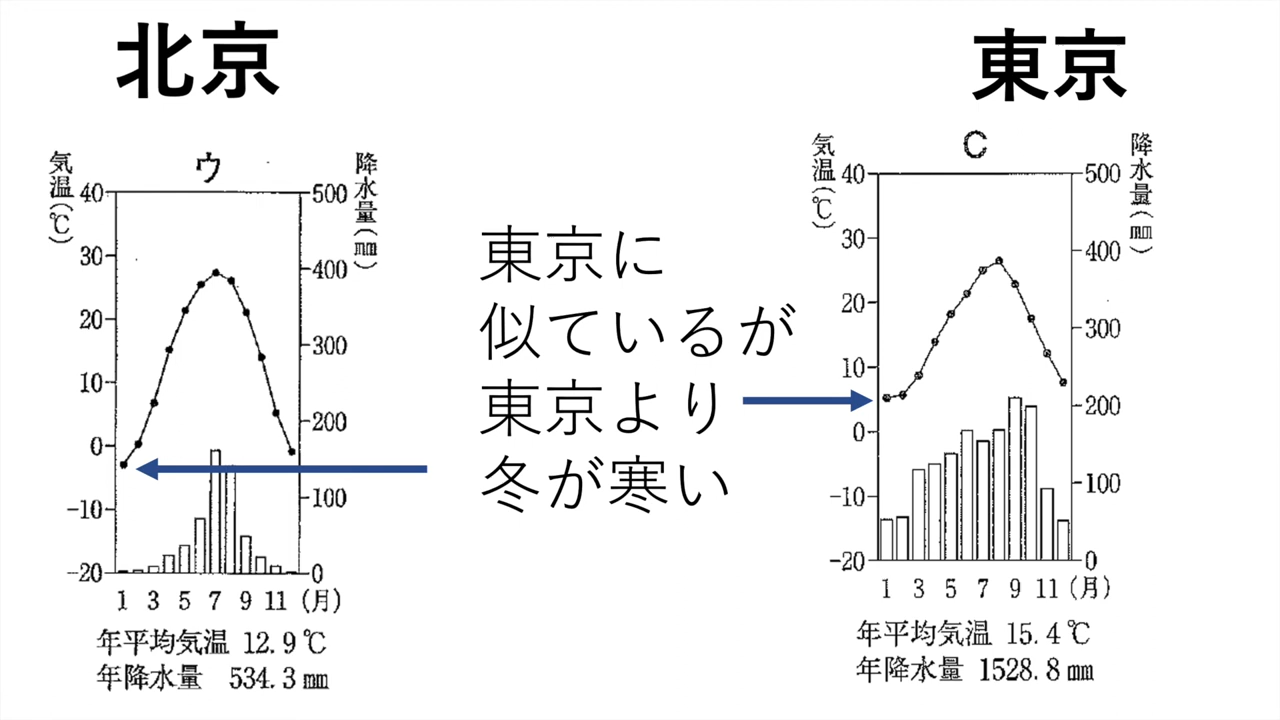 北京
東京
ウ
気温(℃)
降水量(mm)
40
30
20
10
0
-10
-20
500
400
300
200
100
0
1 3 5 7 9 11 (月)
年平均気温 12.9℃
年降水量 534.3mm
東京に
似ているが
東京より
冬が寒い
C
気温(℃)
降水量(mm)
40
30
20
10
0
-10
-20
500
400
300
200
100
0
1 3 5 7 9 11 (月)
年平均気温 15.4℃
年降水量 1528.8mm